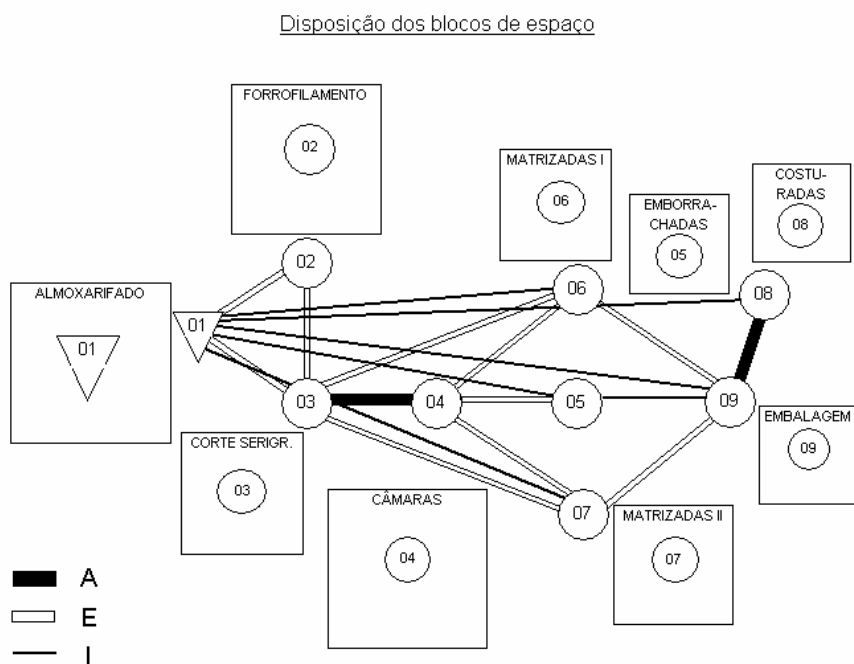 Disposição dos blocos de espaço
FORROFILAMENTO
02
MATRIZADAS I
06
COSTU-
RADAS
08
EMBORRA-
CHADAS
05
02
06
08
ALMOXARIFADO
01
01
03
04
05
09
EMBALAGEM
09
CORTE SERIGR.
03
CÂMARAS
04
07
MATRIZADAS II
07
A
E
I